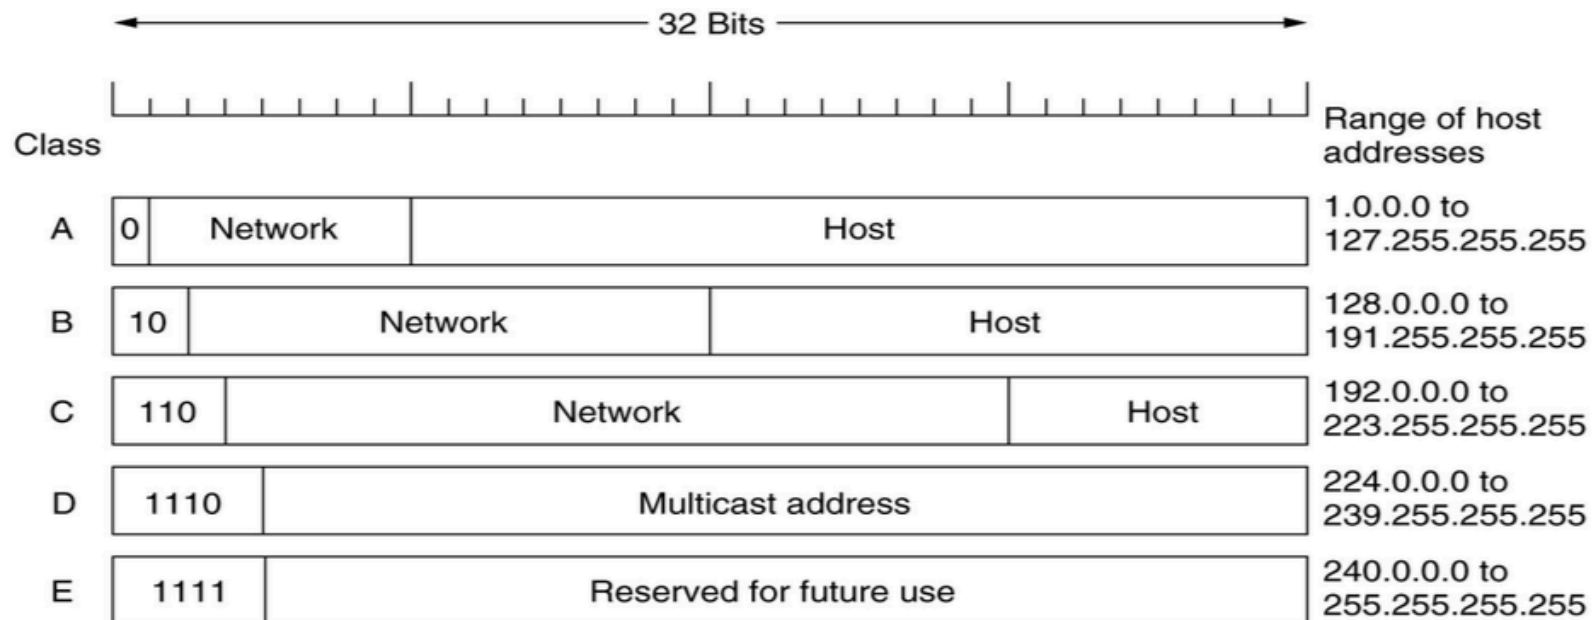 32 Bits
Class
Range of host
addresses
A
0
Network
Host
1.0.0.0 to
127.255.255.255
B
10
Network
Host
128.0.0.0 to
191.255.255.255
C
110
Network
Host
192.0.0.0 to
223.255.255.255
D
1110
Multicast address
224.0.0.0 to
239.255.255.255
E
1111
Reserved for future use
240.0.0.0 to
255.255.255.255